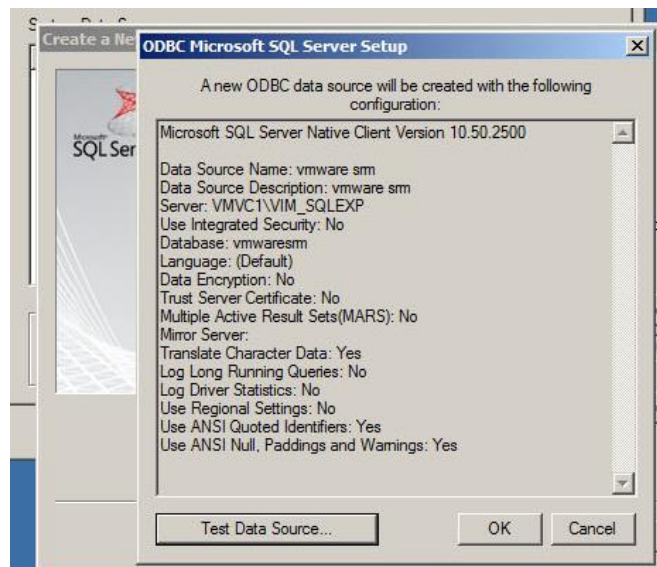 Create a Ne
ODBC Microsoft SQL Server Setup
A new ODBC data source will be created with the following
configuration:
Microsoft
SQL Ser
Microsoft SQL Server Native Client Version 10.50.2500
Data Source Name: vmware srm
Data Source Description: vmware srm
Server: VMVC1\VIM_SQLEXP
Use Integrated Security: No
Database: vmwaresrm
Language: (Default)
Data Encryption: No
Trust Server Certificate: No
Multiple Active Result Sets(MARS): No
Mirror Server:
Translate Character Data: Yes
Log Long Running Queries: No
Log Driver Statistics: No
Use Regional Settings: No
Use ANSI Quoted Identifiers: Yes
Use ANSI Null, Paddings and Warnings: Yes
Test Data Source...
OK
Cancel